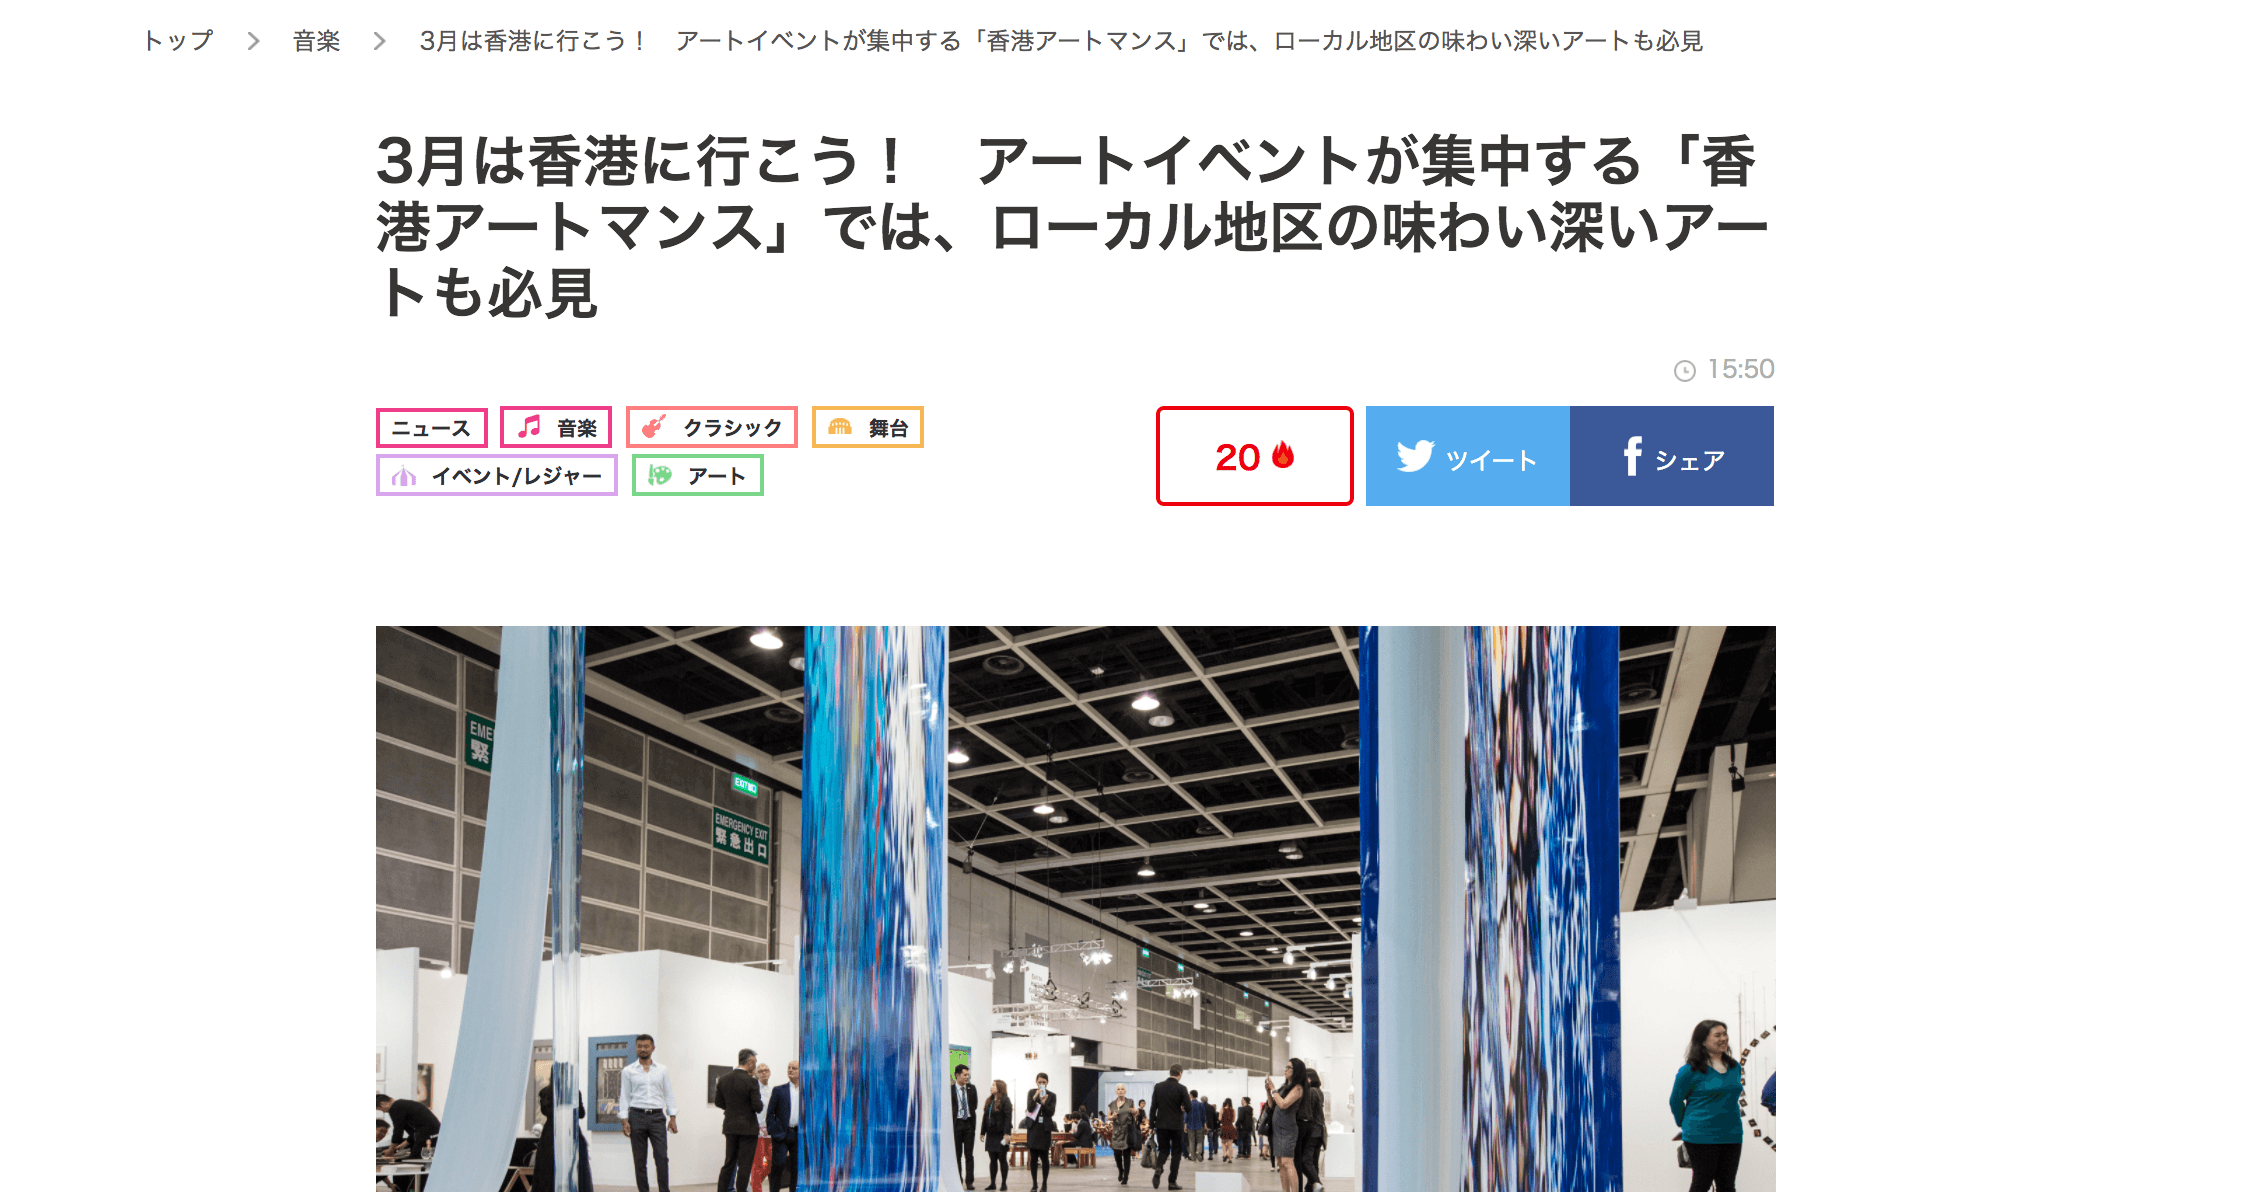 トップ > 音楽 > 3月は香港に行こう！　アートイベントが集中する「香港アートマンス」では、ローカル地区の味わい深いアートも必見
3月は香港に行こう！　アートイベントが集中する「香
港アートマンス」では、ローカル地区の味わい深いアー
トも必見
15:50
ニュース 音楽 クラシック 舞台
イベント/レジャー アート
20 ツイート シェア
EME
緊
EXIT
EMERGENCY EXIT
緊急出口